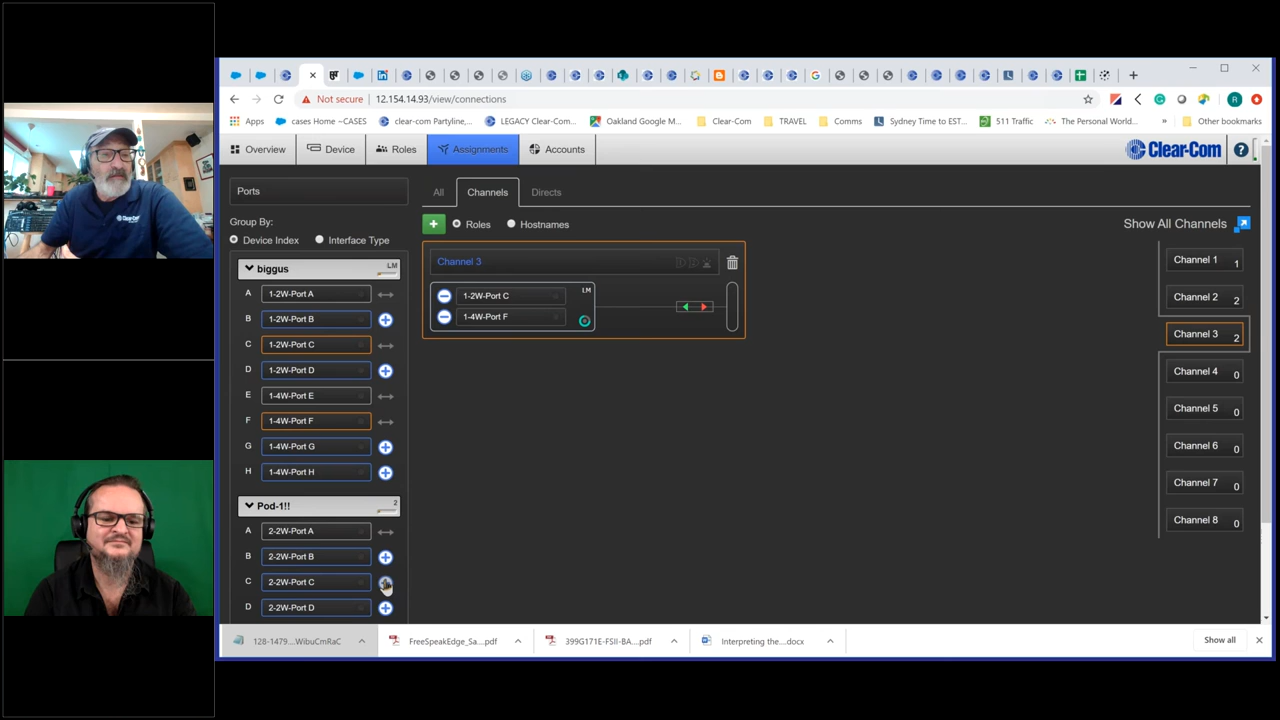 Not secure
12.154.14.93/view/connections
Apps
cases Home ~CASES
clear-com Partyline,...
LEGACY Clear-Com...
Oakland Google M...
Clear-Com
TRAVEL
Comms
Sydney Time to EST...
511 Traffic
The Personal World...
»
Other bookmarks
Overview
Device
Roles
Assignments
Accounts
Clear-Com
?
Ports
All
Channels
Directs
Group By:
Roles
Hostnames
Show All Channels
Device Index
Interface Type
biggus
LM
A 1-2W-Port A
B 1-2W-Port B
C 1-2W-Port C
D 1-2W-Port D
E 1-4W-Port E
F 1-4W-Port F
G 1-4W-Port G
H 1-4W-Port H
Pod-1!!
2
A 2-2W-Port A
B 2-2W-Port B
C 2-2W-Port C
D 2-2W-Port D
Channel 3
1-2W-Port C
LM
1-4W-Port F
Channel 1 1
Channel 2 2
Channel 3 2
Channel 4 0
Channel 5 0
Channel 6 0
Channel 7 0
Channel 8 0
128-1479....WibuCmRaC
FreeSpeakEdge_Sa....pdf
399G171E-FSII-BA....pdf
Interpreting the....docx
Show all